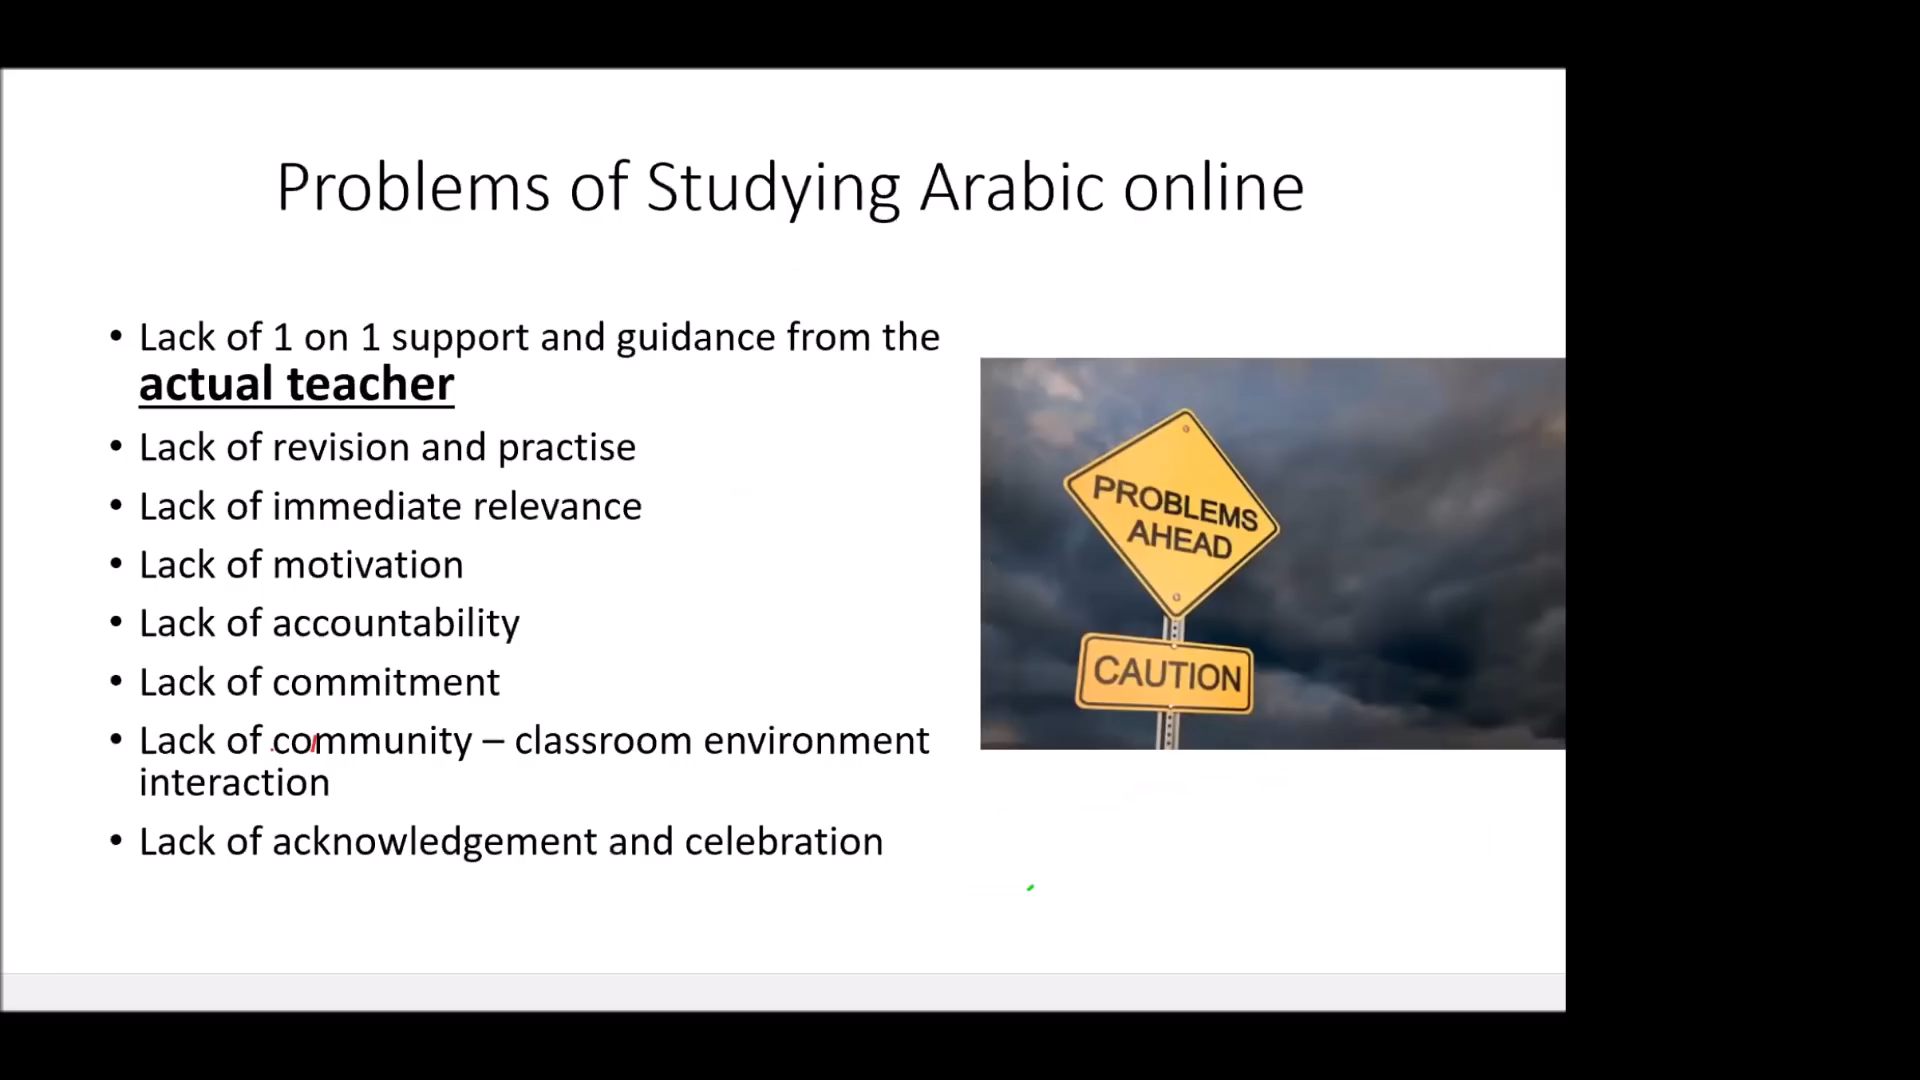 Problems of Studying Arabic online
• Lack of 1 on 1 support and guidance from the
actual teacher
• Lack of revision and practise
• Lack of immediate relevance
• Lack of motivation
• Lack of accountability
• Lack of commitment
• Lack of community – classroom environment
interaction
• Lack of acknowledgement and celebration
PROBLEMS
AHEAD
CAUTION